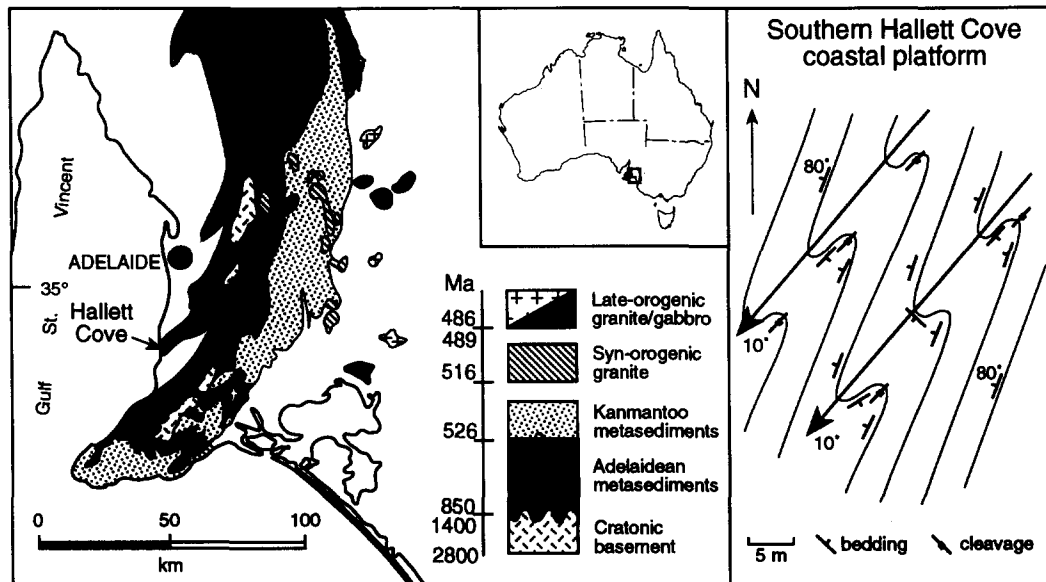 Vincent
ADELAIDE
35°
St.
Hallett
Cove
Gulf
0 50 100
km
Ma
486
489
516
526
850
1400
2800
Late-orogenic
granite/gabbro
Syn-orogenic
granite
Kanmantoo
metasediments
Adelaidean
metasediments
Cratonic
basement
Southern Hallett Cove
coastal platform
N
80°
10°
80°
10°
5 m bedding cleavage